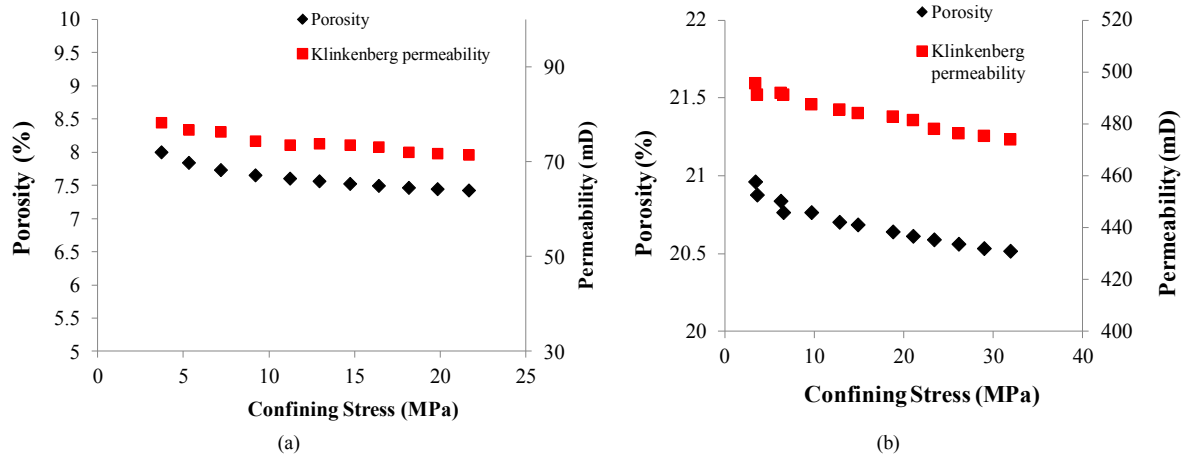 Porosity
Klinkenberg permeability
10
9.5
9
8.5
8
7.5
7
6.5
6
5.5
5
Porosity (%)
90
70
50
30
Permeability (mD)
0
5
10
15
20
25
Confining Stress (MPa)
(a)
Porosity
Klinkenberg
permeability
22
21.5
21
20.5
20
Porosity (%)
520
500
480
460
440
420
400
Permeability (mD)
0
10
20
30
40
Confining Stress (MPa)
(b)